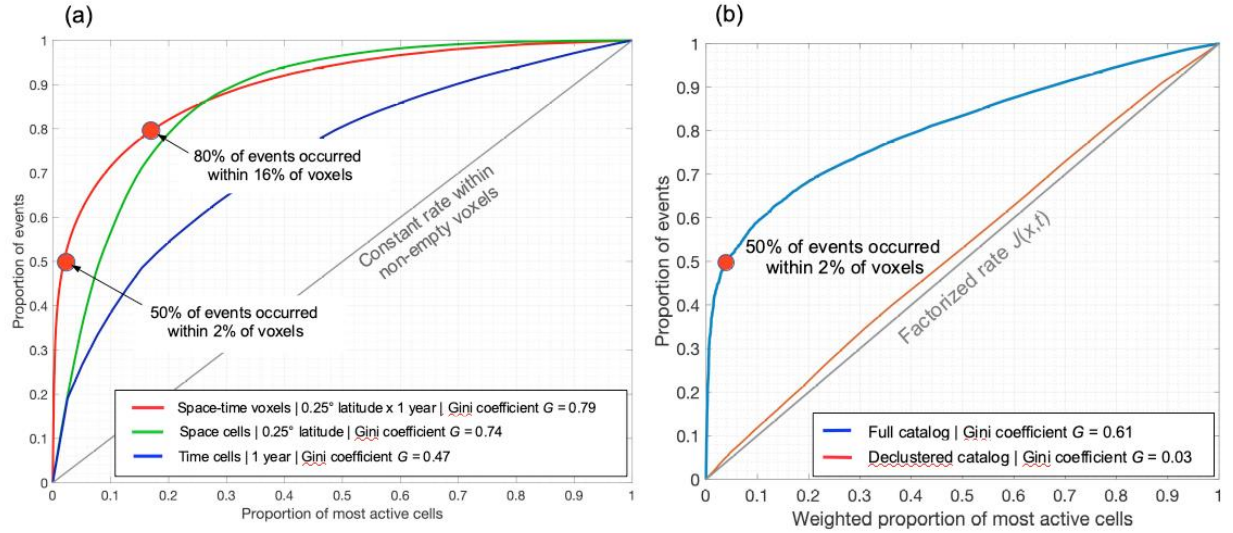 (a)
1
0.9
0.8
0.7
0.6
0.5
0.4
0.3
0.2
0.1
0
Proportion of events
80% of events occurred
within 16% of voxels
50% of events occurred
within 2% of voxels
Constant rate within
non-empty voxels
Space-time voxels | 0.25° latitude x 1 year | Gini coefficient G = 0.79
Space cells | 0.25° latitude | Gini coefficient G = 0.74
Time cells | 1 year | Gini coefficient G = 0.47
0 0.1 0.2 0.3 0.4 0.5 0.6 0.7 0.8 0.9 1
Proportion of most active cells
(b)
1
0.9
0.8
0.7
0.6
0.5
0.4
0.3
0.2
0.1
0
Proportion of events
50% of events occurred
within 2% of voxels
Factorized rate J(x,t)
Full catalog | Gini coefficient G = 0.61
Declustered catalog | Gini coefficient G = 0.03
0 0.1 0.2 0.3 0.4 0.5 0.6 0.7 0.8 0.9 1
Weighted proportion of most active cells